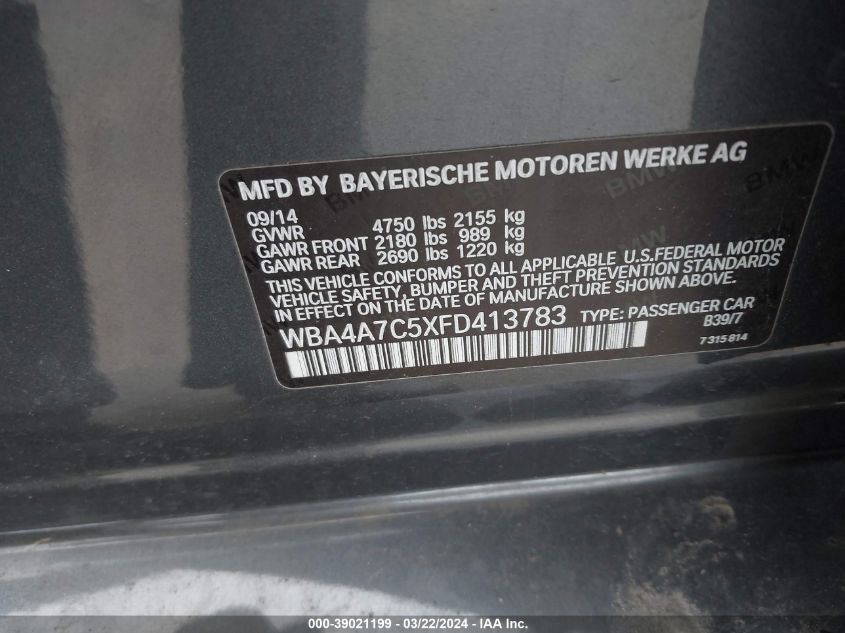 MFD BY BAYERISCHE MOTOREN WERKE AG
09/14
GVWR 4750 lbs 2155 kg
GAWR FRONT 2180 lbs 989 kg
GAWR REAR 2690 lbs 1220 kg
THIS VEHICLE CONFORMS TO ALL APPLICABLE U.S.FEDERAL MOTOR
VEHICLE SAFETY, BUMPER AND THEFT PREVENTION STANDARDS
IN EFFECT ON DATE OF MANUFACTURE SHOWN ABOVE.
WBA4A7C5XFD413783 TYPE: PASSENGER CAR
B39/7
7 315 814
BMW
BMW
000-39021199 - 03/22/2024 - IAA Inc.